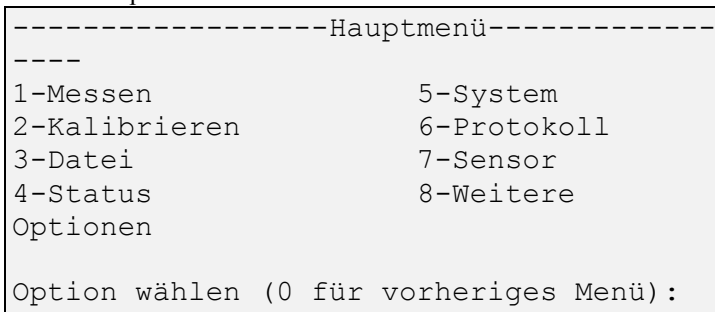 ------------------Hauptmenü-------------
----
1-Messen 5-System
2-Kalibrieren 6-Protokoll
3-Datei 7-Sensor
4-Status 8-Weitere
Optionen
Option wählen (0 für vorheriges Menü):